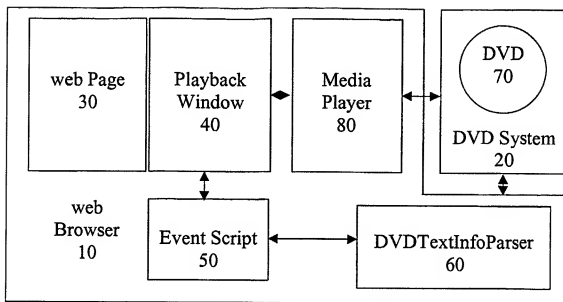 web Page
30
Playback
Window
40
Media
Player
80
DVD
70
DVD System
20
web
Browser
10
Event Script
50
DVDTextInfoParser
60